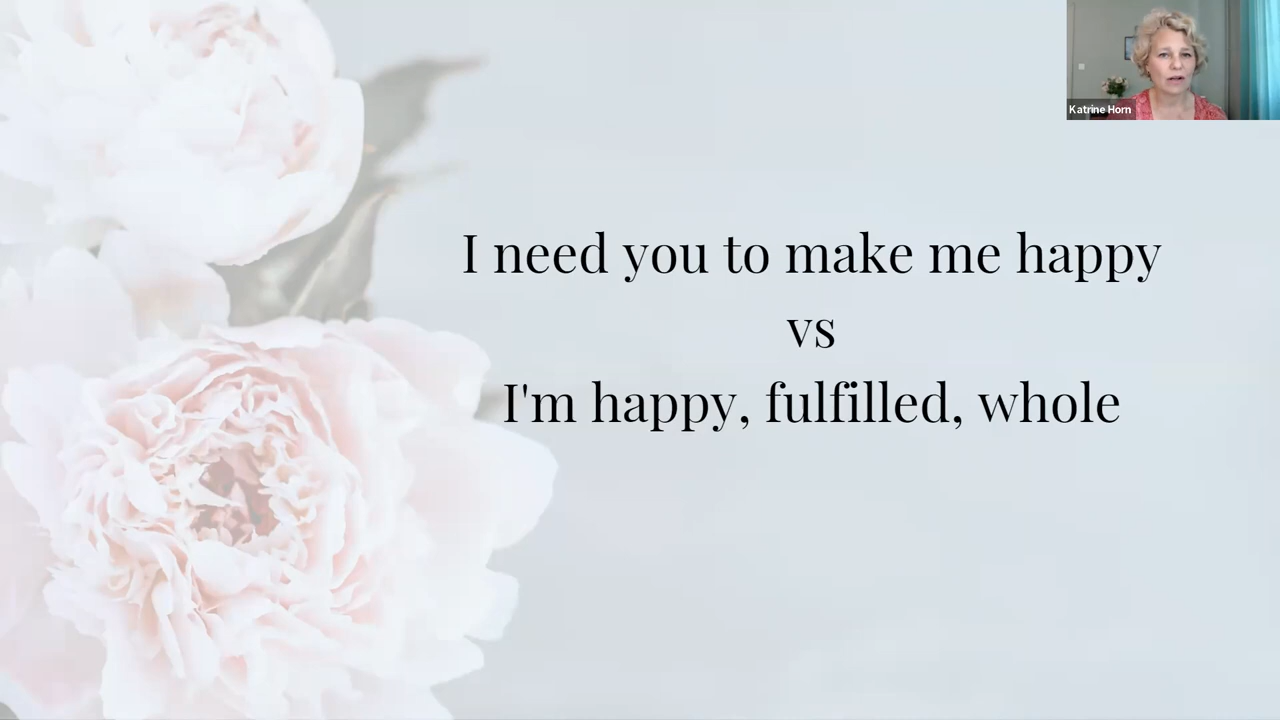 Katrine Horn
I need you to make me happy
vs
I'm happy, fulfilled, whole